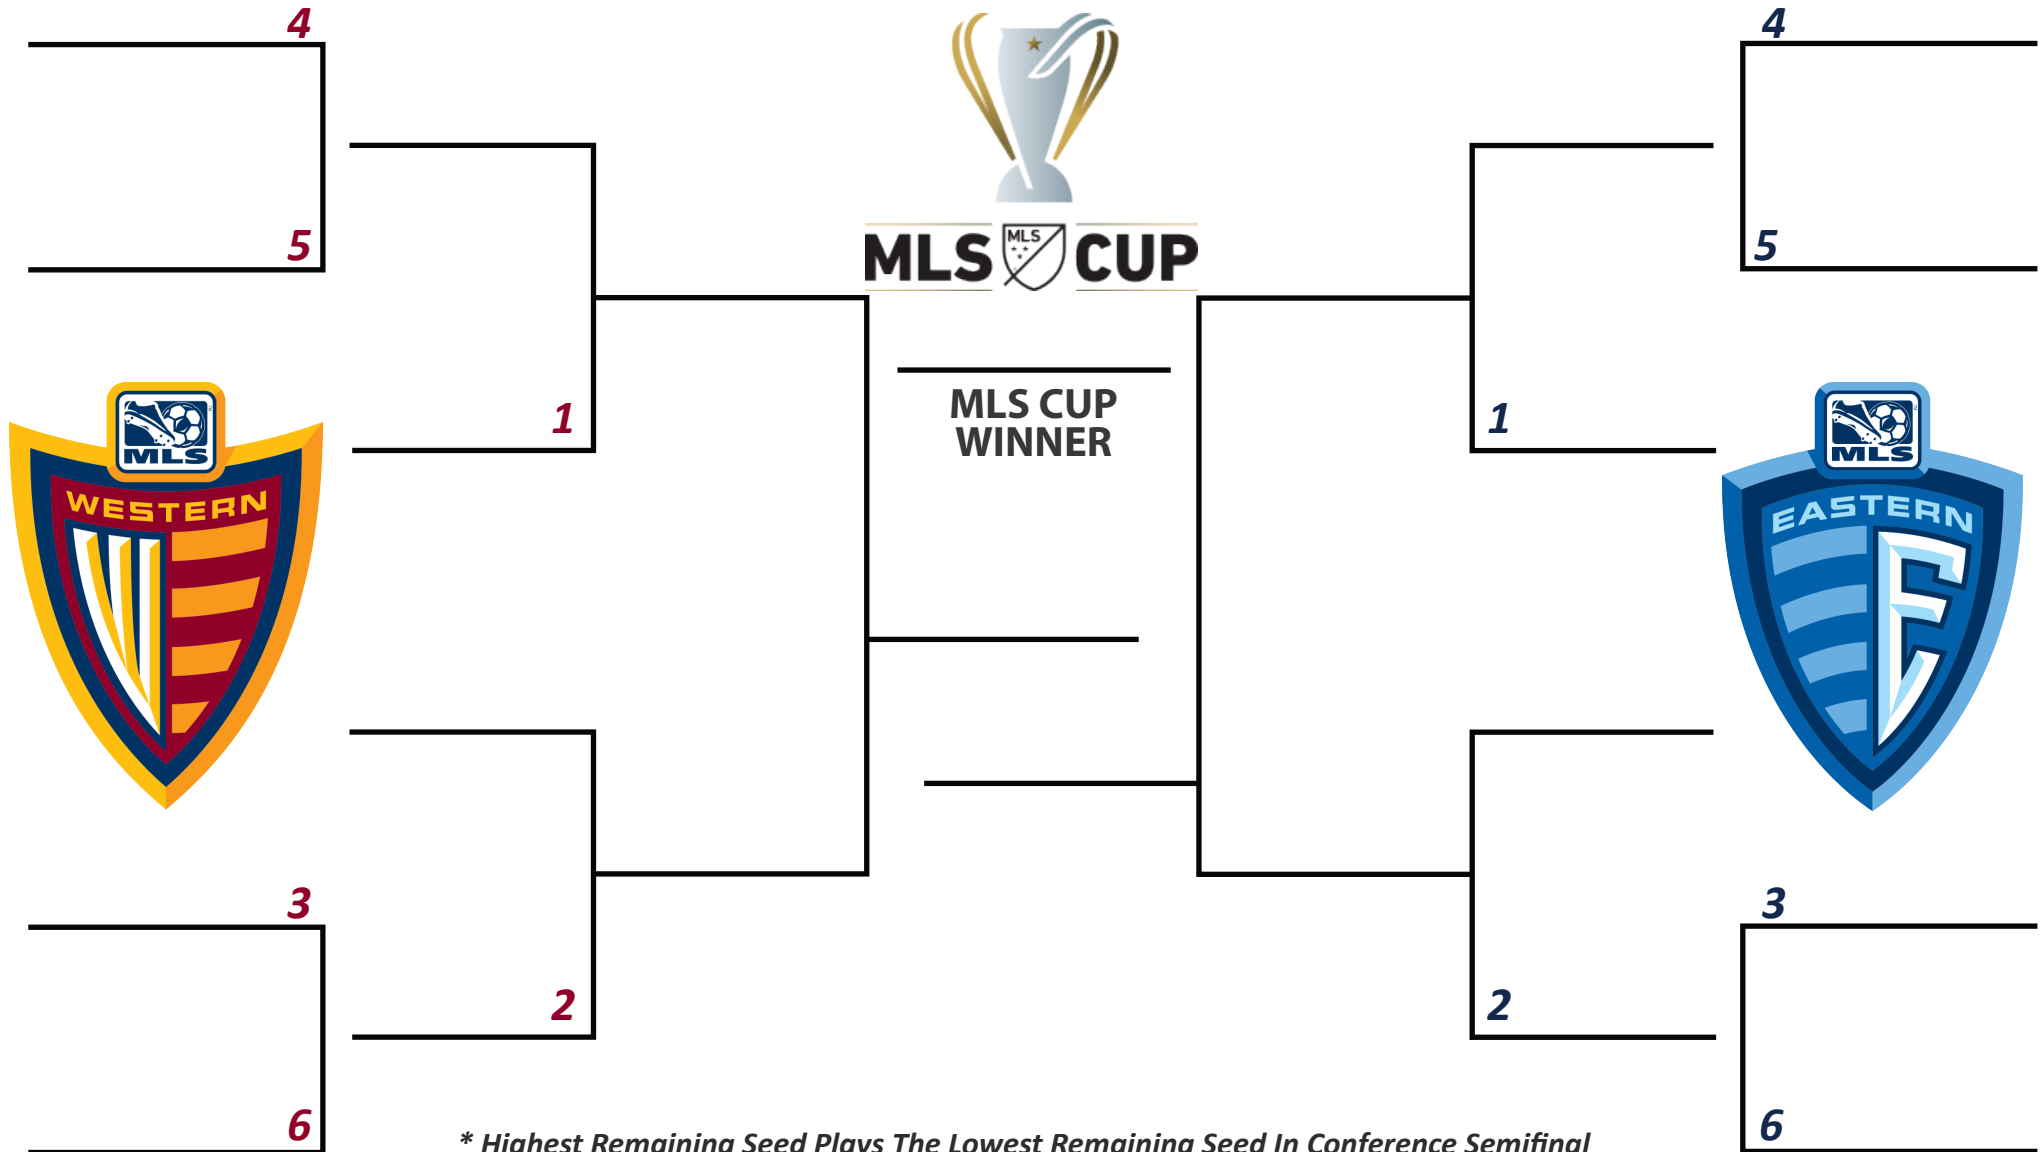 4
4
MLS MLS CUP
5
5
MLS CUP
WINNER
1
1
MLS
MLS
WESTERN
EASTERN
3
3
2
2
6
6
* Highest Remaining Seed Plays The Lowest Remaining Seed In Conference Semifinal